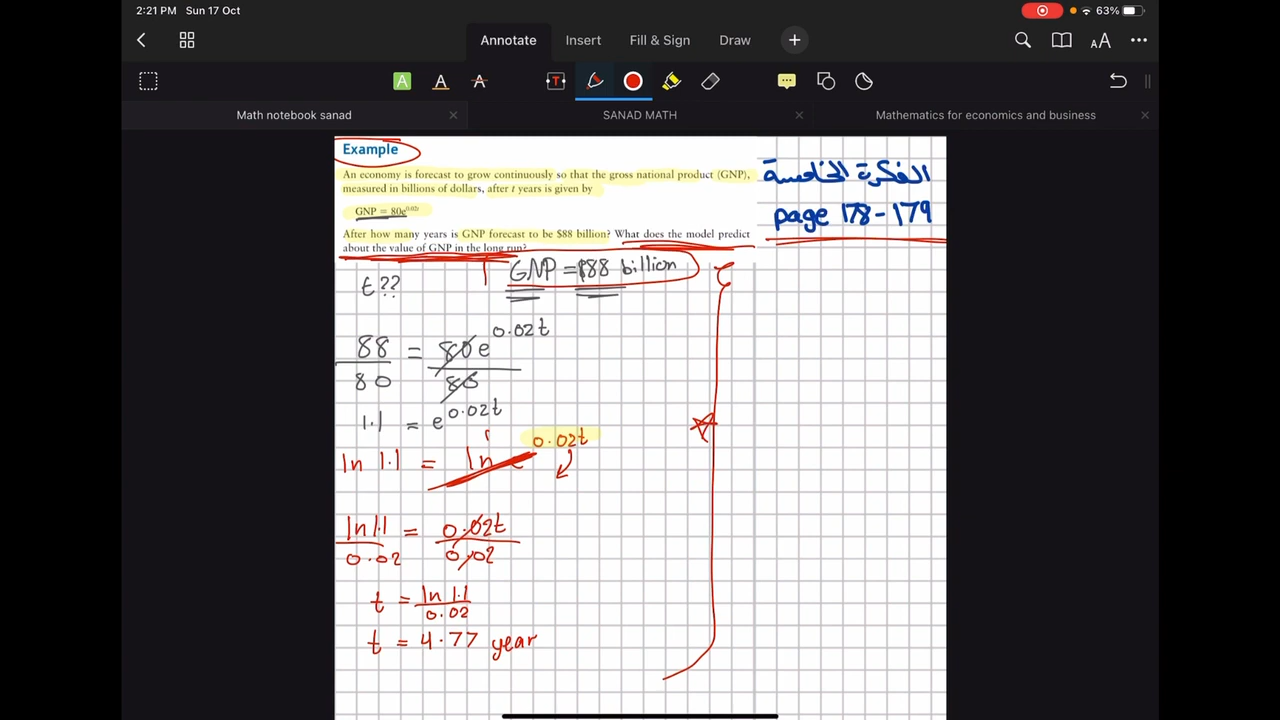 2:21 PM Sun 17 Oct
63%
Annotate
Insert
Fill & Sign
Draw
Math notebook sanad
SANAD MATH
Mathematics for economics and business
Example
An economy is forecast to grow continuously so that the gross national product (GNP),
measured in billions of dollars, after t years is given by
GNP = 80e^0.02t
After how many years is GNP forecast to be $88 billion? What does the model predict
about the value of GNP in the long run?
الفكرة الخامسة
page 178-179
GNP = $88 billion
t??
88/80 = 80e^0.02t/80
1.1 = e^0.02t
ln 1.1 = ln e^0.02t
ln 1.1/0.02 = 0.02t/0.02
t = ln 1.1/0.02
t = 4.77 year